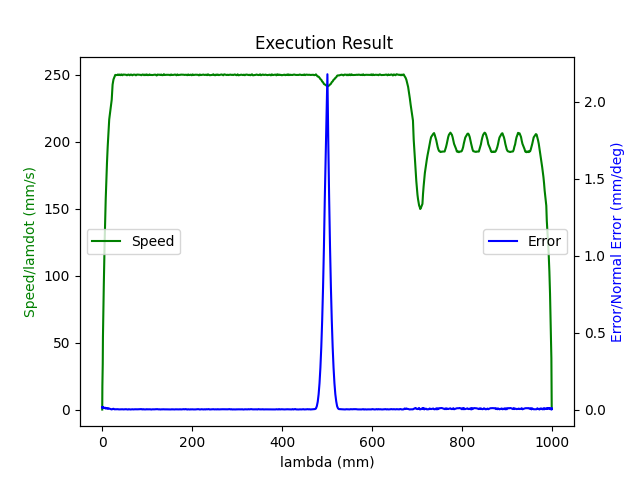 Execution Result
250
200
150
100
50
0
Speed/lamdot (mm/s)
Speed
Error
2.0
1.5
1.0
0.5
0.0
Error/Normal Error (mm/deg)
0 200 400 600 800 1000
lambda (mm)